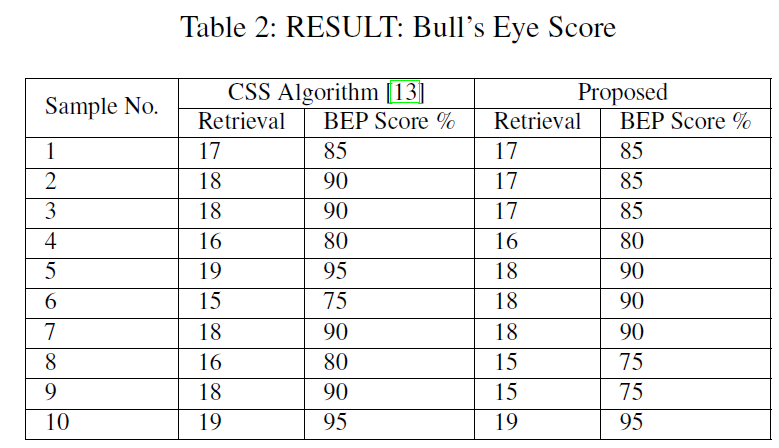 Table 2: RESULT: Bull's Eye Score
Sample No. CSS Algorithm [13] Proposed
Retrieval BEP Score % Retrieval BEP Score %
1 17 85 17 85
2 18 90 17 85
3 18 90 17 85
4 16 80 16 80
5 19 95 18 90
6 15 75 18 90
7 18 90 18 90
8 16 80 15 75
9 18 90 15 75
10 19 95 19 95